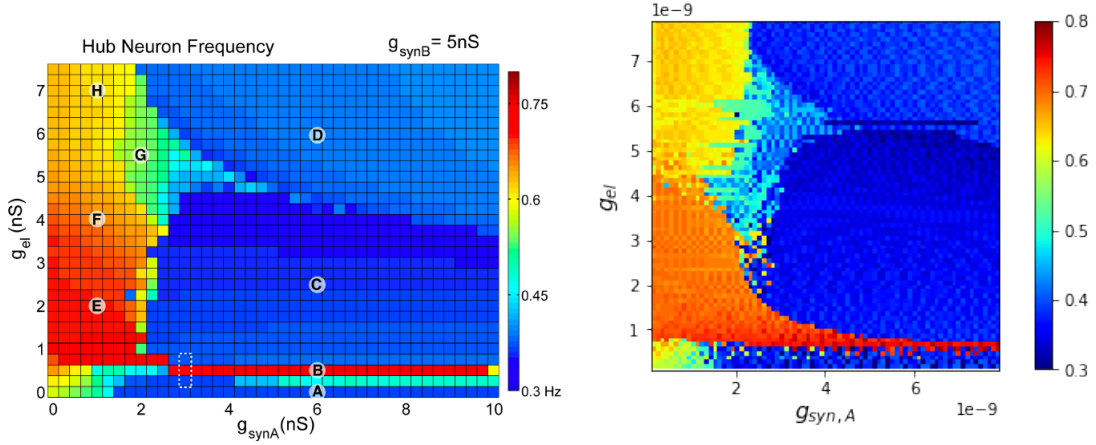 Hub Neuron Frequency
g_synB = 5nS
H
D
G
F
C
E
B
A
7
6
5
4
3
2
1
0
g_el (nS)
0 2 4 6 8 10
g_synA(nS)
0.75
0.45
0.3 Hz
1e−9
7
6
5
4
3
2
1
g_el
2 4 6
1e−9
g_syn, A
0.8
0.7
0.6
0.5
0.4
0.3